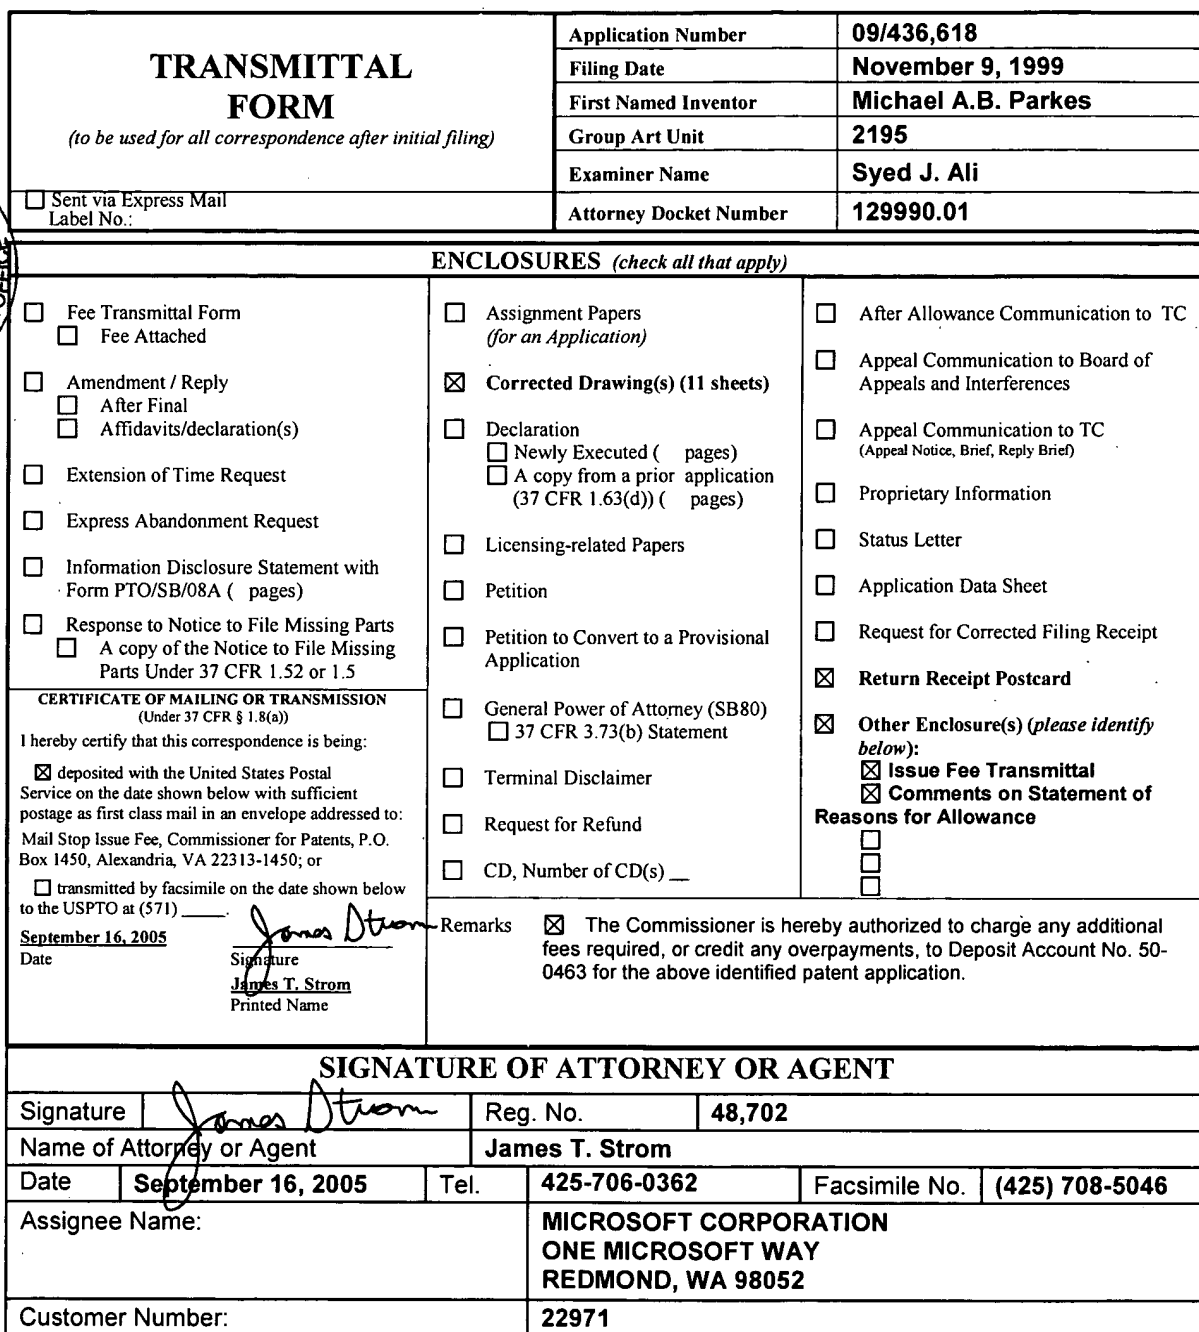 TRANSMITTAL
FORM
(to be used for all correspondence after initial filing)
☐ Sent via Express Mail
Label No.:
Application Number 09/436,618
Filing Date November 9, 1999
First Named Inventor Michael A.B. Parkes
Group Art Unit 2195
Examiner Name Syed J. Ali
Attorney Docket Number 129990.01
ENCLOSURES (check all that apply)
☐ Fee Transmittal Form
☐ Fee Attached
☐ Amendment / Reply
☐ After Final
☐ Affidavits/declaration(s)
☐ Extension of Time Request
☐ Express Abandonment Request
☐ Information Disclosure Statement with
Form PTO/SB/08A ( pages)
☐ Response to Notice to File Missing Parts
☐ A copy of the Notice to File Missing
Parts Under 37 CFR 1.52 or 1.5
CERTIFICATE OF MAILING OR TRANSMISSION
(Under 37 CFR § 1.8(a))
I hereby certify that this correspondence is being:
☒ deposited with the United States Postal
Service on the date shown below with sufficient
postage as first class mail in an envelope addressed to:
Mail Stop Issue Fee, Commissioner for Patents, P.O.
Box 1450, Alexandria, VA 22313-1450; or
☐ transmitted by facsimile on the date shown below
to the USPTO at (571) _____.
September 16, 2005 James Strom
Date Signature
James T. Strom
Printed Name
☐ Assignment Papers
(for an Application)
☒ Corrected Drawing(s) (11 sheets)
☐ Declaration
☐ Newly Executed ( pages)
☐ A copy from a prior application
(37 CFR 1.63(d)) ( pages)
☐ Licensing-related Papers
☐ Petition
☐ Petition to Convert to a Provisional
Application
☐ General Power of Attorney (SB80)
☐ 37 CFR 3.73(b) Statement
☐ Terminal Disclaimer
☐ Request for Refund
☐ CD, Number of CD(s) __
☐ After Allowance Communication to TC
☐ Appeal Communication to Board of
Appeals and Interferences
☐ Appeal Communication to TC
(Appeal Notice, Brief, Reply Brief)
☐ Proprietary Information
☐ Status Letter
☐ Application Data Sheet
☐ Request for Corrected Filing Receipt
☒ Return Receipt Postcard
☒ Other Enclosure(s) (please identify
below):
☒ Issue Fee Transmittal
☒ Comments on Statement of
Reasons for Allowance
☐
☐
☐
Remarks ☒ The Commissioner is hereby authorized to charge any additional
fees required, or credit any overpayments, to Deposit Account No. 50-
0463 for the above identified patent application.
SIGNATURE OF ATTORNEY OR AGENT
Signature James Strom Reg. No. 48,702
Name of Attorney or Agent James T. Strom
Date September 16, 2005 Tel. 425-706-0362 Facsimile No. (425) 708-5046
Assignee Name: MICROSOFT CORPORATION
ONE MICROSOFT WAY
REDMOND, WA 98052
Customer Number: 22971